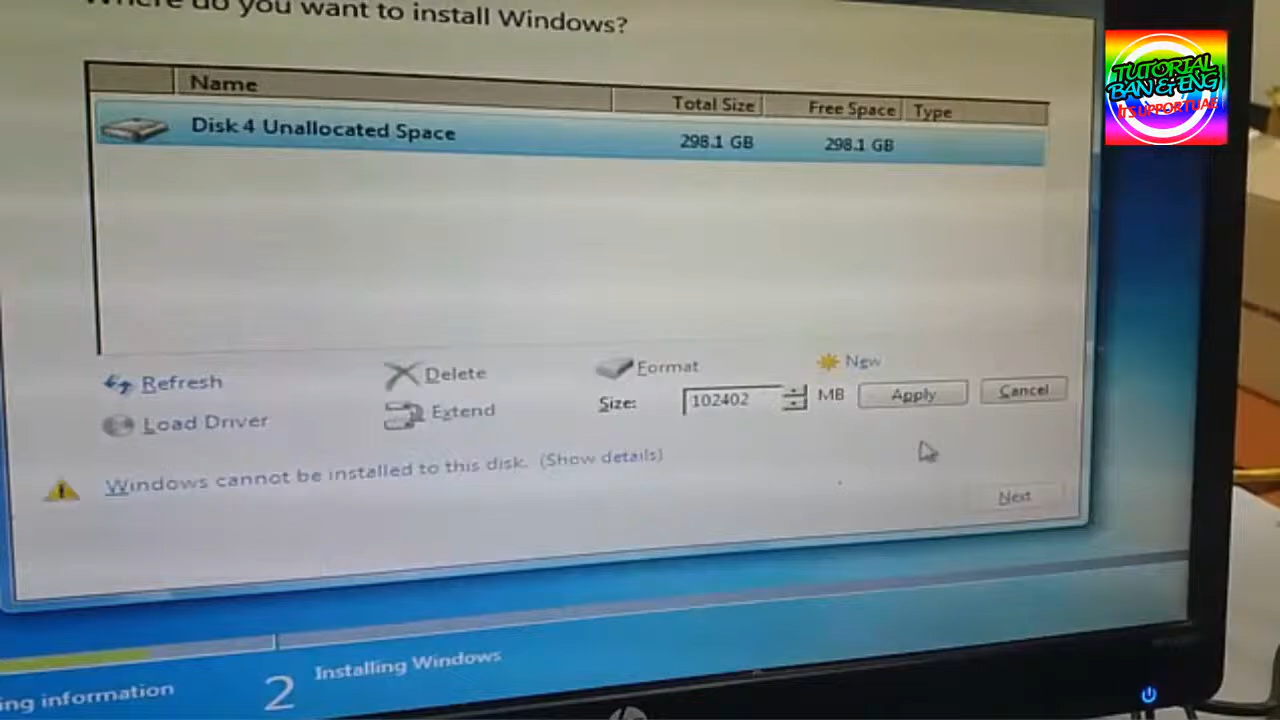 Where do you want to install Windows?
Name
Total Size
Free Space
Type
Disk 4 Unallocated Space
298.1 GB
298.1 GB
Refresh
Delete
Format
New
Load Driver
Extend
Size:
102402
MB
Apply
Cancel
Windows cannot be installed to this disk. (Show details)
Next
ing information
2
Installing Windows
TUTORIAL
BAN & ENG
ITSUPPORTUAE